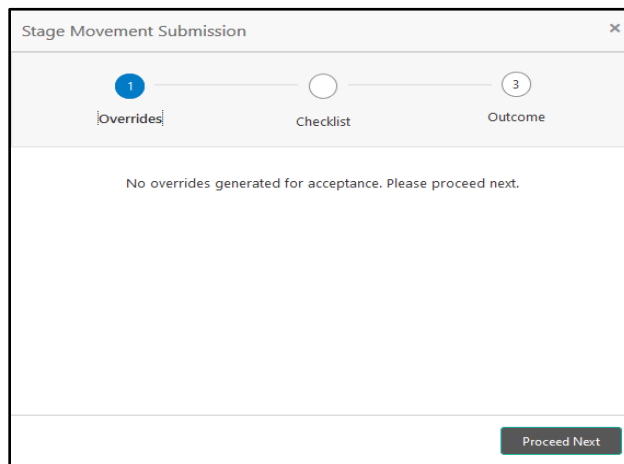 Stage Movement Submission
×
1
3
Overrides
Checklist
Outcome
No overrides generated for acceptance. Please proceed next.
Proceed Next